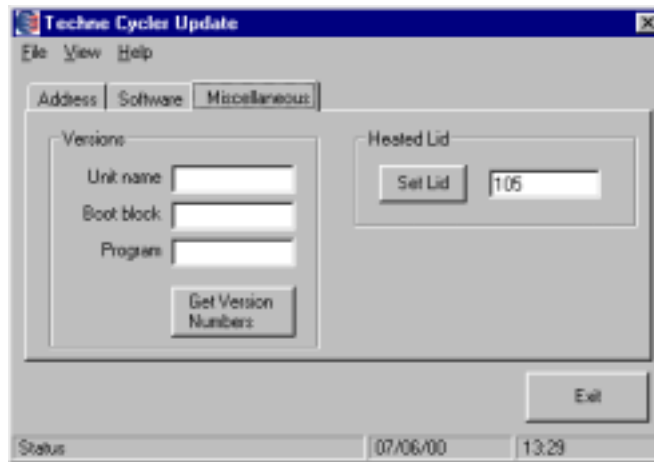 Techne Cycler Update
File View Help
Address Software Miscellaneous
Versions
Unit name
Boot block
Program
Get Version
Numbers
Heated Lid
Set Lid 105
Exit
Status 07/06/00 13:29